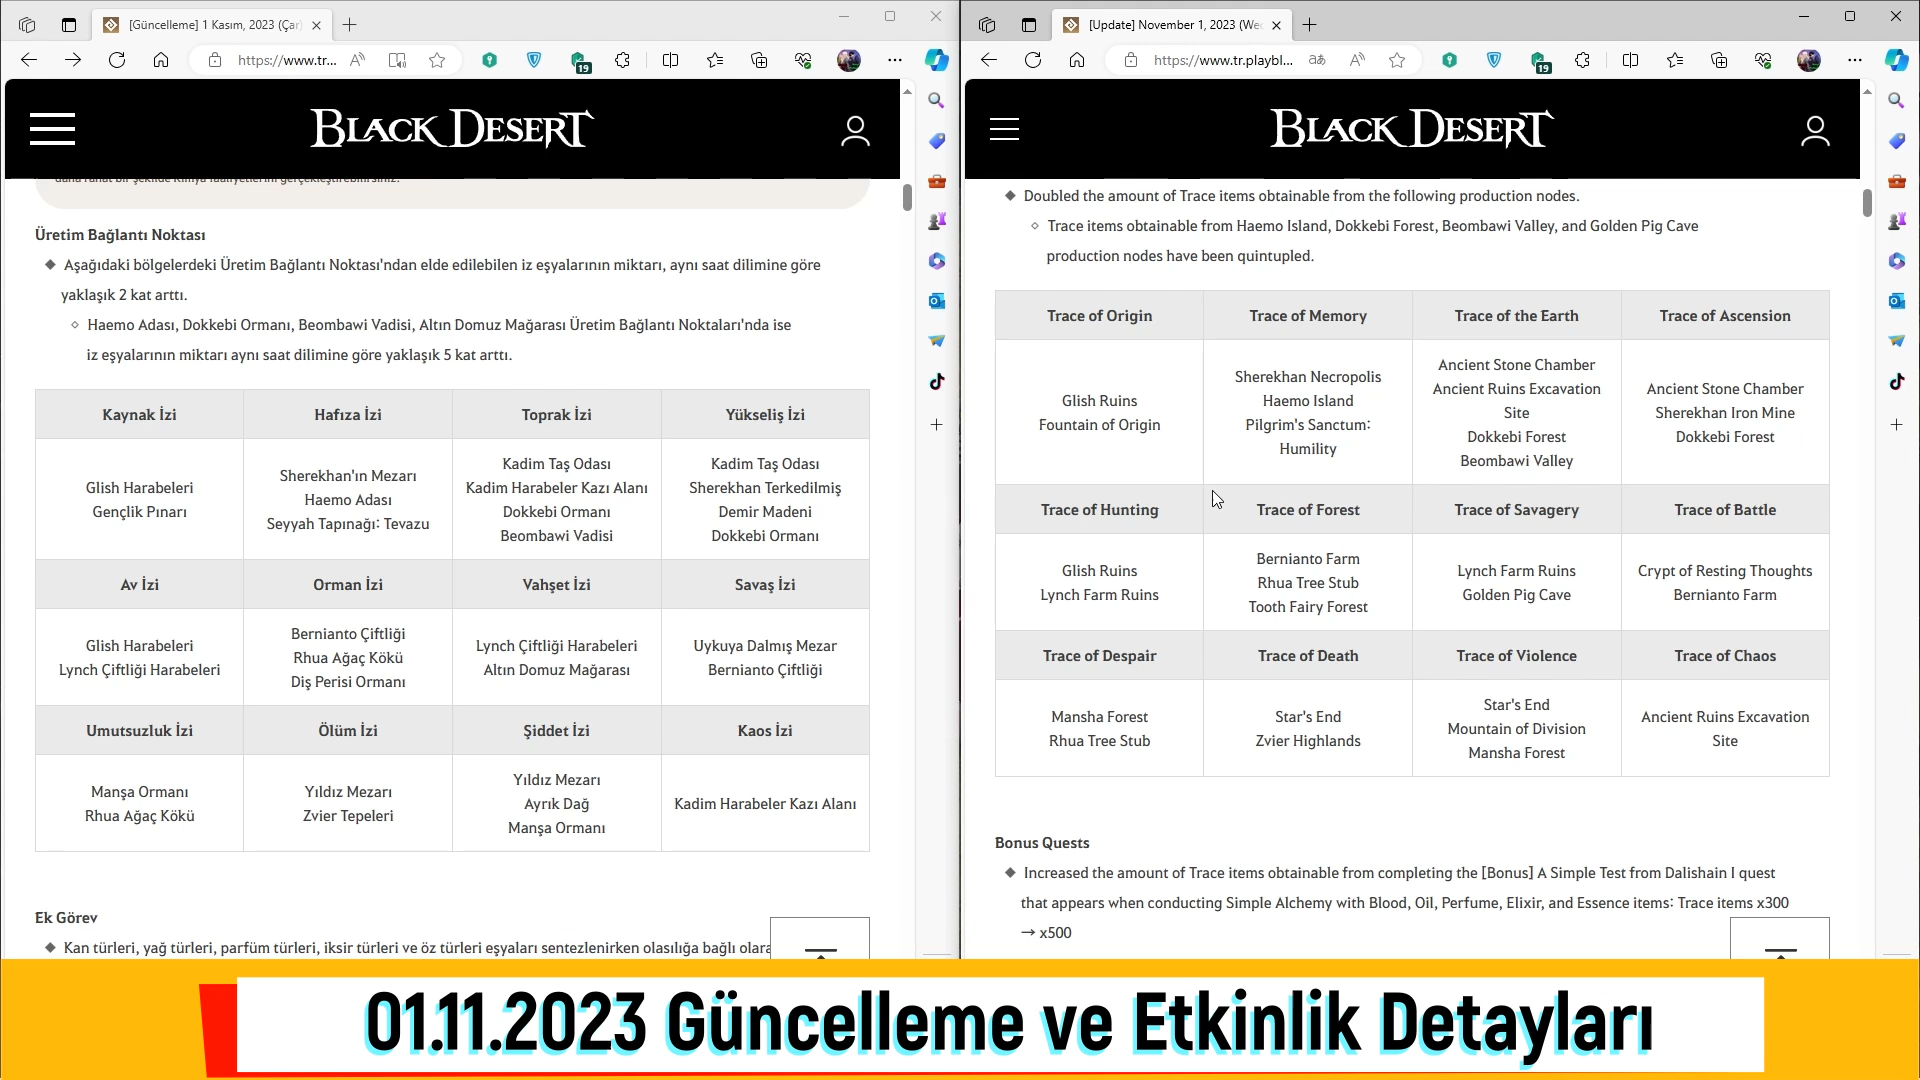 [Güncelleme] 1 Kasım, 2023 (Çar
https://www.tr...
19
BLACK DESERT
daha rahat bir şekilde Kimya faaliyetlerini gerçekleştirebilirsiniz.
Üretim Bağlantı Noktası
Aşağıdaki bölgelerdeki Üretim Bağlantı Noktası'ndan elde edilebilen iz eşyalarının miktarı, aynı saat dilimine göre
yaklaşık 2 kat arttı.
Haemo Adası, Dokkebi Ormanı, Beombawi Vadisi, Altın Domuz Mağarası Üretim Bağlantı Noktaları'nda ise
iz eşyalarının miktarı aynı saat dilimine göre yaklaşık 5 kat arttı.
Kaynak İzi Hafıza İzi Toprak İzi Yükseliş İzi
Glish Harabeleri
Gençlik Pınarı
Sherekhan'ın Mezarı
Haemo Adası
Seyyah Tapınağı: Tevazu
Kadim Taş Odası
Kadim Harabeler Kazı Alanı
Dokkebi Ormanı
Beombawi Vadisi
Kadim Taş Odası
Sherekhan Terkedilmiş
Demir Madeni
Dokkebi Ormanı
Av İzi Orman İzi Vahşet İzi Savaş İzi
Glish Harabeleri
Lynch Çiftliği Harabeleri
Bernianto Çiftliği
Rhua Ağaç Kökü
Diş Perisi Ormanı
Lynch Çiftliği Harabeleri
Altın Domuz Mağarası
Uykuya Dalmış Mezar
Bernianto Çiftliği
Umutsuzluk İzi Ölüm İzi Şiddet İzi Kaos İzi
Manşa Ormanı
Rhua Ağaç Kökü
Yıldız Mezarı
Zvier Tepeleri
Yıldız Mezarı
Ayrık Dağ
Manşa Ormanı
Kadim Harabeler Kazı Alanı
Ek Görev
Kan türleri, yağ türleri, parfüm türleri, iksir türleri ve öz türleri eşyaları sentezlenirken olasılığa bağlı olara
[Update] November 1, 2023 (We
https://www.tr.playbl...
aあ
19
BLACK DESERT
Doubled the amount of Trace items obtainable from the following production nodes.
Trace items obtainable from Haemo Island, Dokkebi Forest, Beombawi Valley, and Golden Pig Cave
production nodes have been quintupled.
Trace of Origin Trace of Memory Trace of the Earth Trace of Ascension
Glish Ruins
Fountain of Origin
Sherekhan Necropolis
Haemo Island
Pilgrim's Sanctum:
Humility
Ancient Stone Chamber
Ancient Ruins Excavation
Site
Dokkebi Forest
Beombawi Valley
Ancient Stone Chamber
Sherekhan Iron Mine
Dokkebi Forest
Trace of Hunting Trace of Forest Trace of Savagery Trace of Battle
Glish Ruins
Lynch Farm Ruins
Bernianto Farm
Rhua Tree Stub
Tooth Fairy Forest
Lynch Farm Ruins
Golden Pig Cave
Crypt of Resting Thoughts
Bernianto Farm
Trace of Despair Trace of Death Trace of Violence Trace of Chaos
Mansha Forest
Rhua Tree Stub
Star's End
Zvier Highlands
Star's End
Mountain of Division
Mansha Forest
Ancient Ruins Excavation
Site
Bonus Quests
Increased the amount of Trace items obtainable from completing the [Bonus] A Simple Test from Dalishain I quest
that appears when conducting Simple Alchemy with Blood, Oil, Perfume, Elixir, and Essence items: Trace items x300
→ x500
01.11.2023 Güncelleme ve Etkinlik Detayları